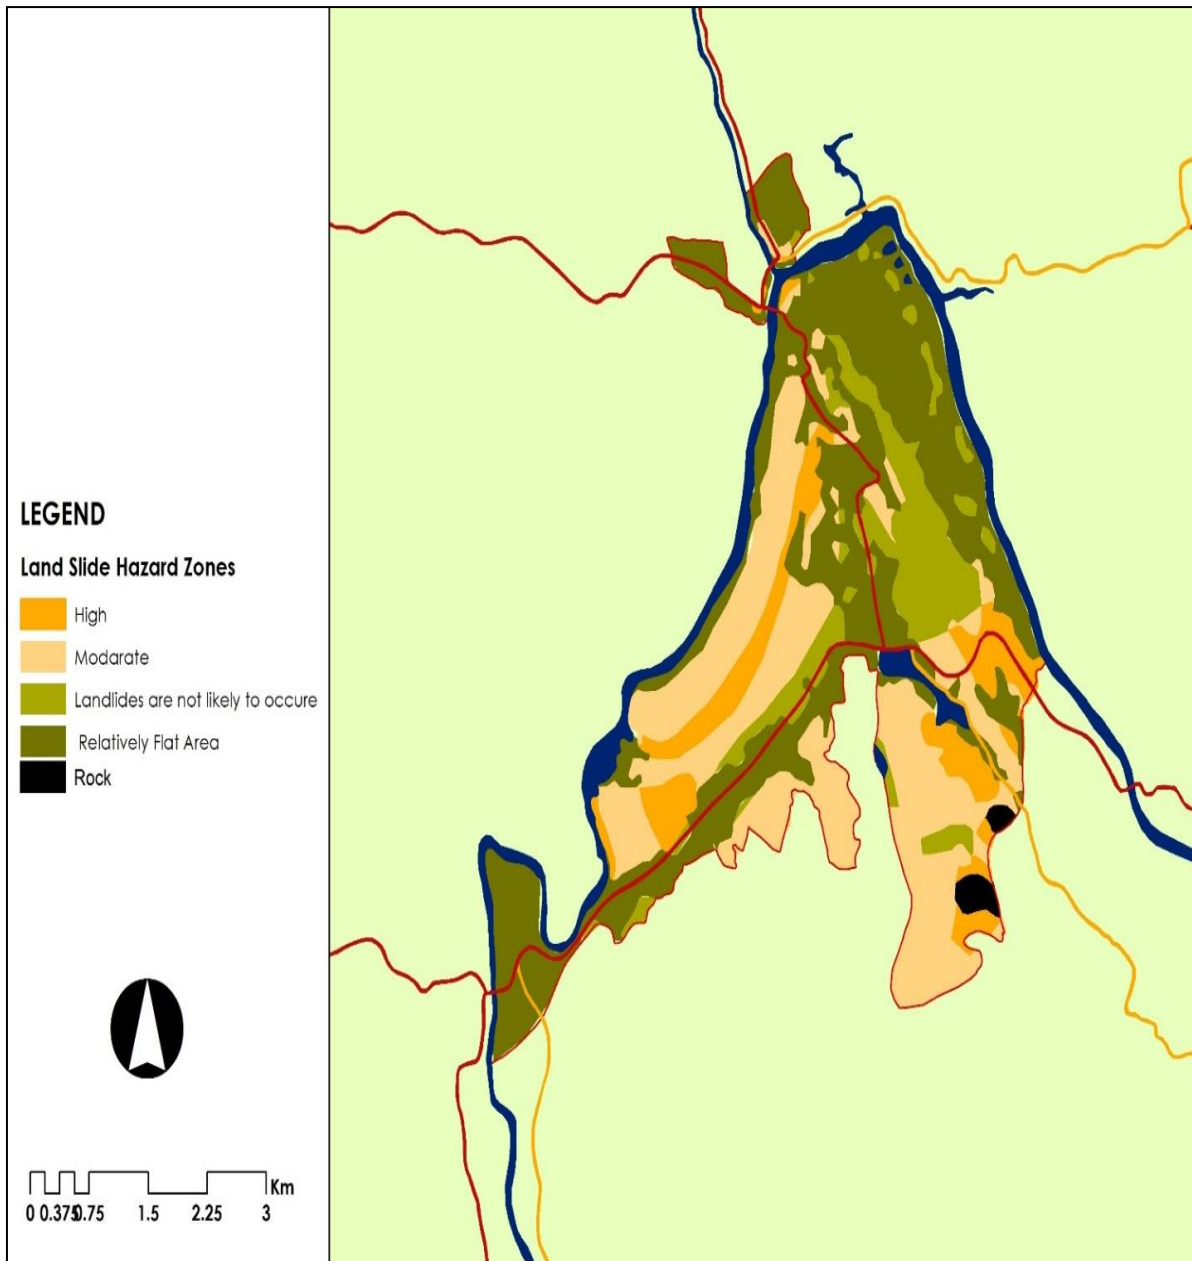 LEGEND
Land Slide Hazard Zones
High
Modarate
Landlides are not likely to occure
Relatively Flat Area
Rock
Km
0 0.375 0.75 1.5 2.25 3